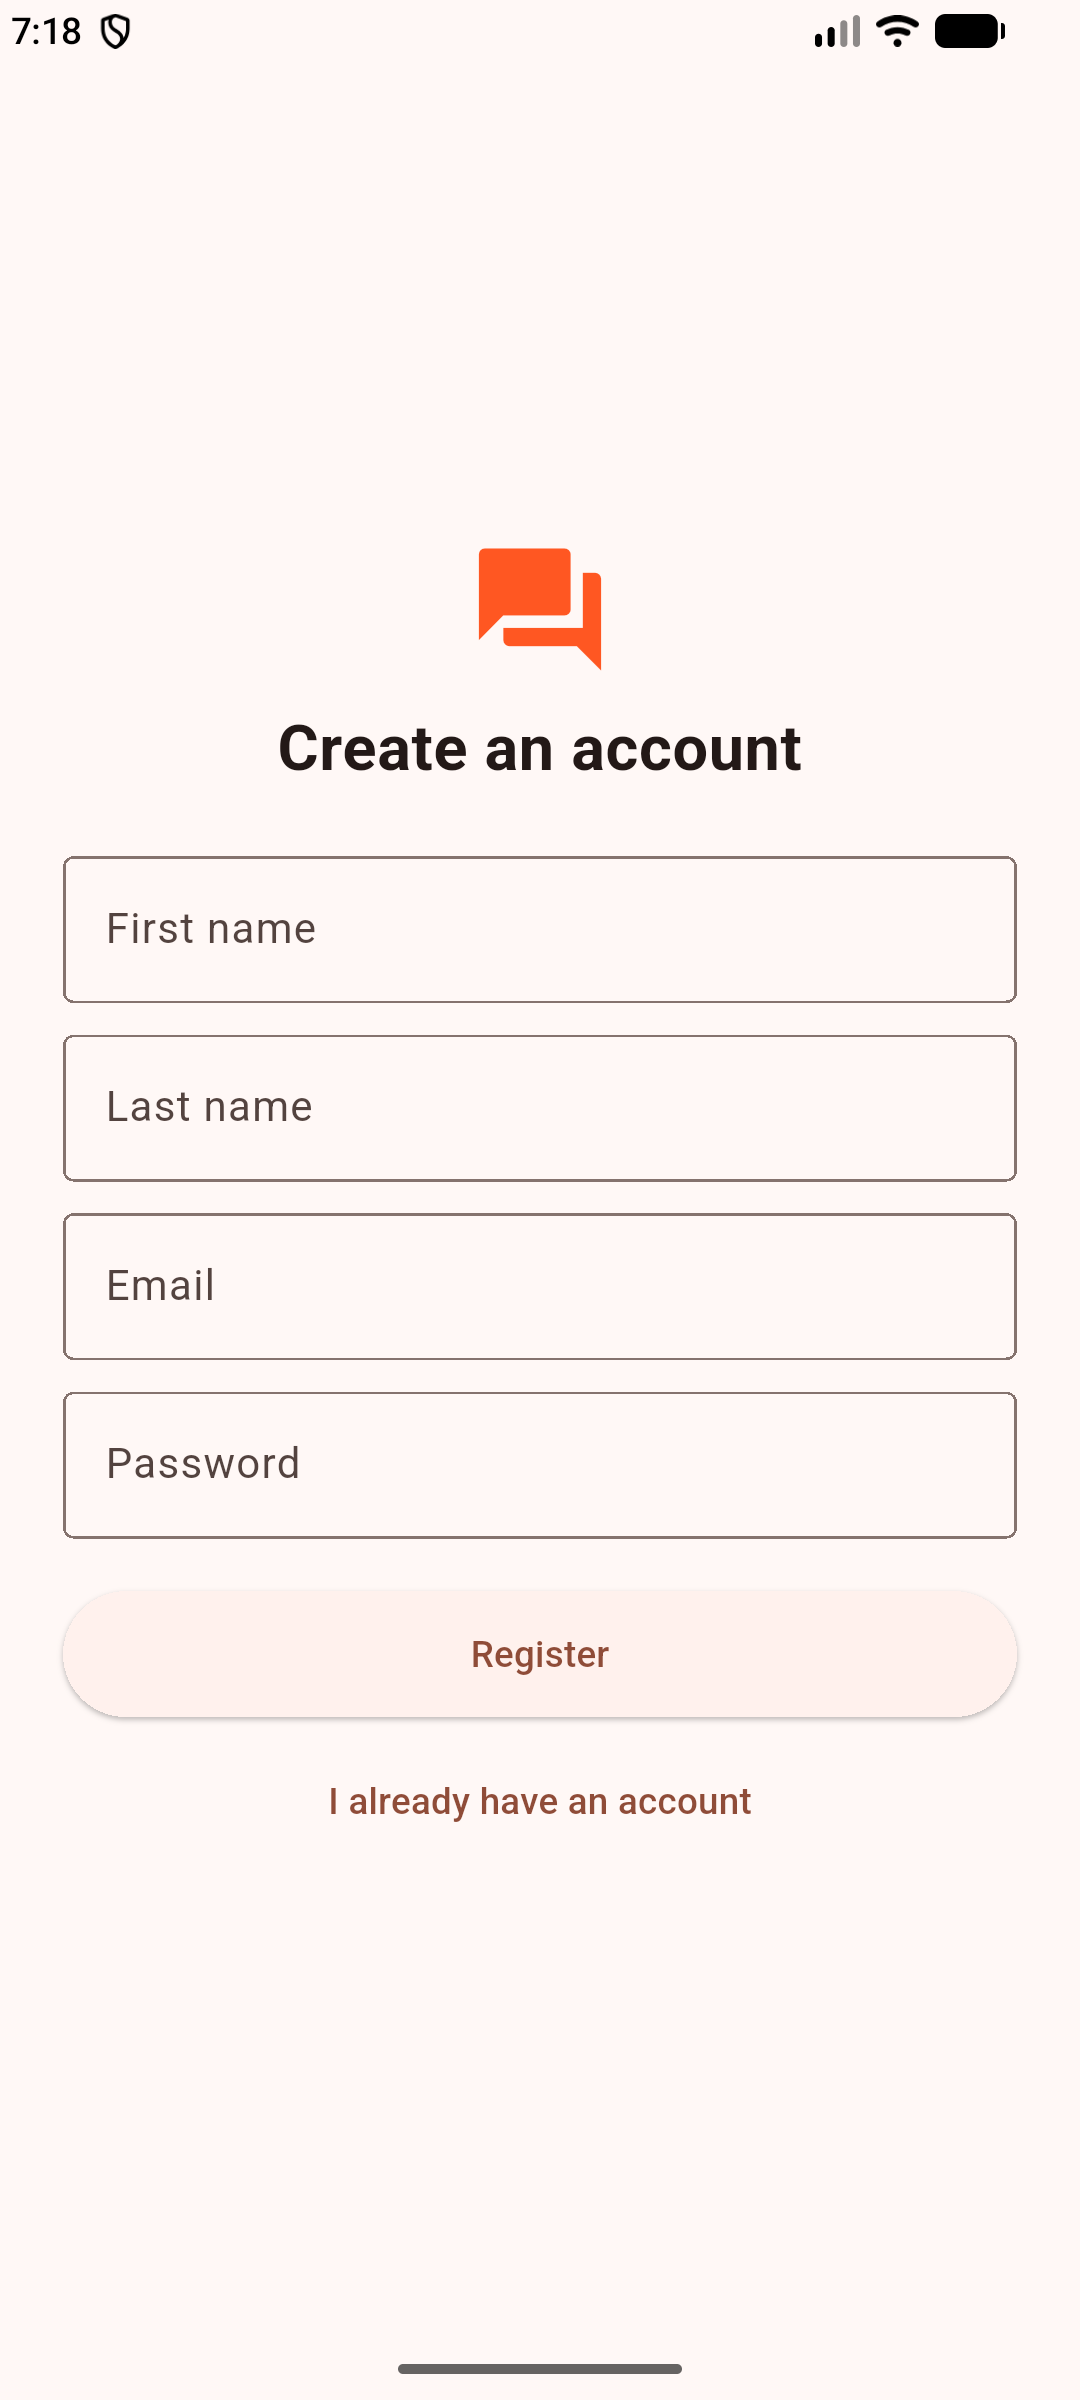 7:18
Create an account
First name
Last name
Email
Password
Register
I already have an account